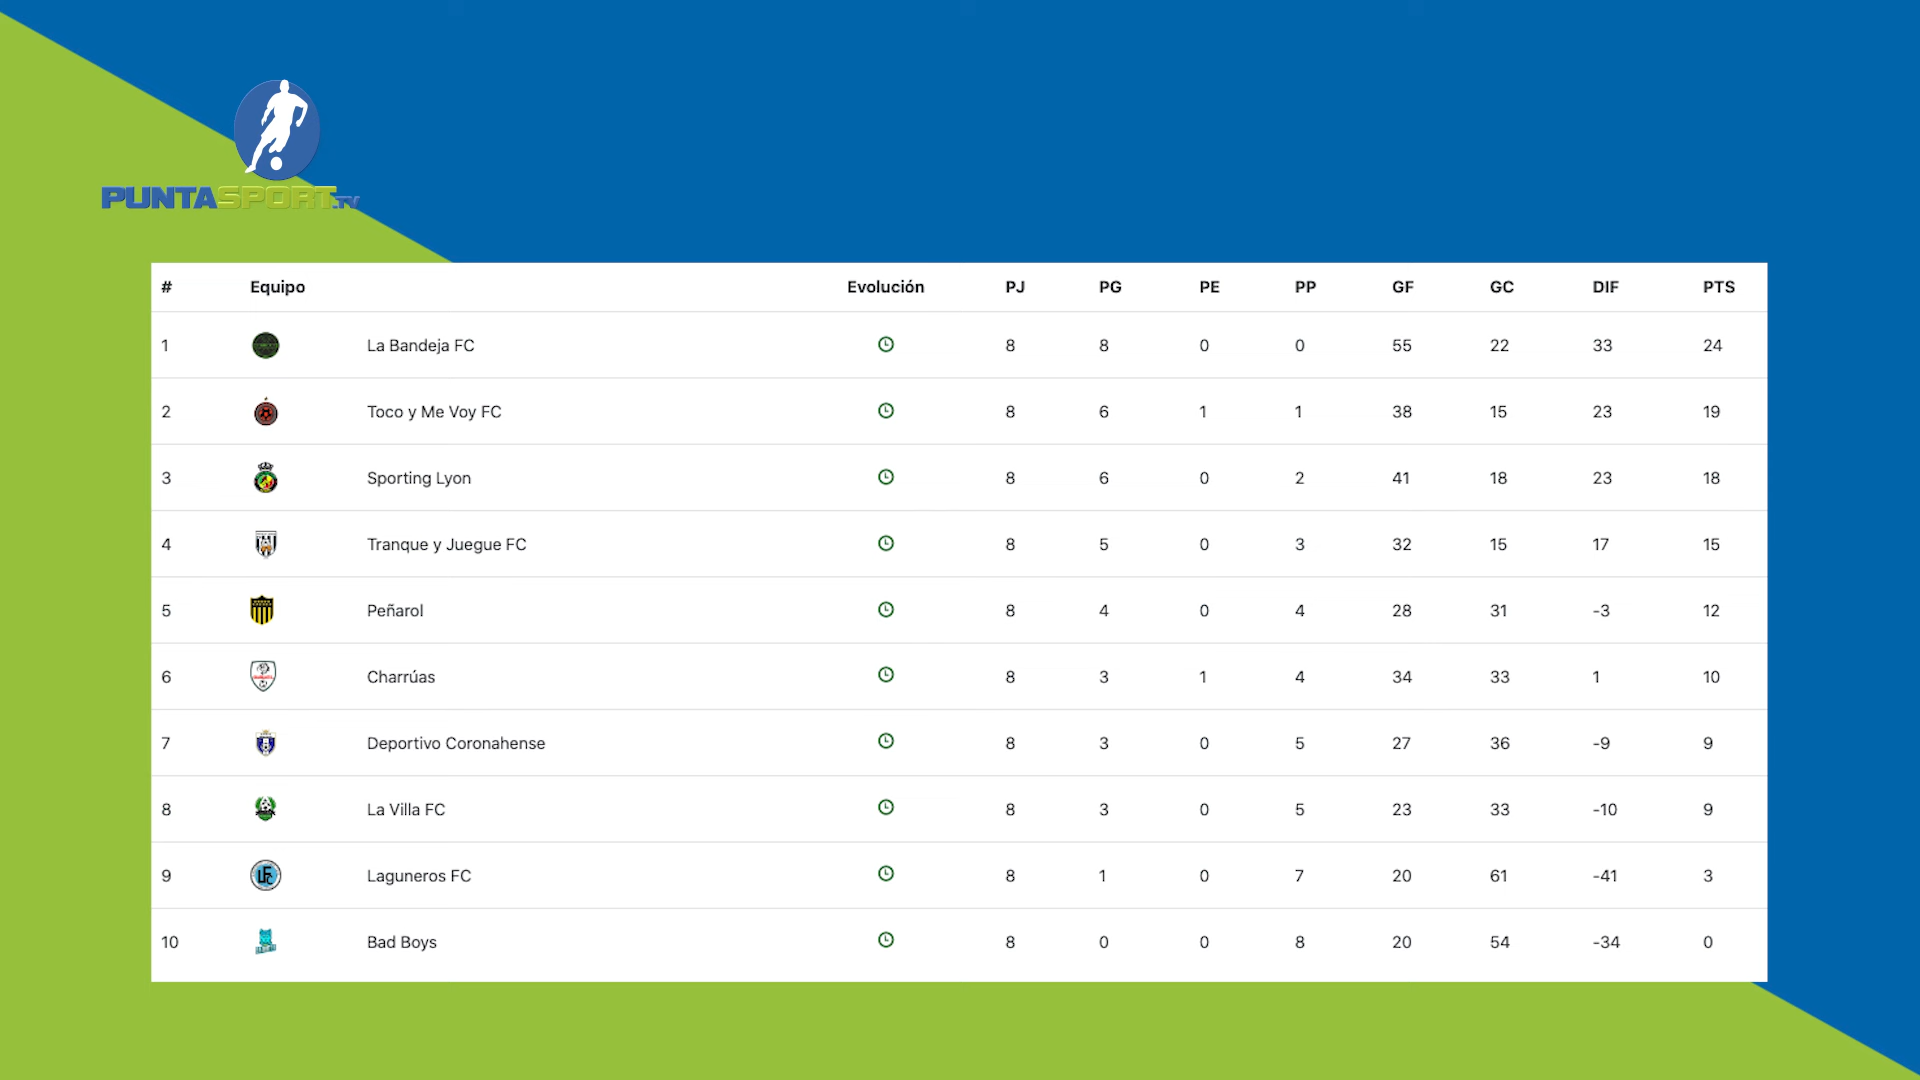 PUNTASPORT.TV
# Equipo Evolución PJ PG PE PP GF GC DIF PTS
1 La Bandeja FC 8 8 0 0 55 22 33 24
2 Toco y Me Voy FC 8 6 1 1 38 15 23 19
3 Sporting Lyon 8 6 0 2 41 18 23 18
4 Tranque y Juegue FC 8 5 0 3 32 15 17 15
5 Peñarol 8 4 0 4 28 31 -3 12
6 Charrúas 8 3 1 4 34 33 1 10
7 Deportivo Coronahense 8 3 0 5 27 36 -9 9
8 La Villa FC 8 3 0 5 23 33 -10 9
9 Laguneros FC 8 1 0 7 20 61 -41 3
10 Bad Boys 8 0 0 8 20 54 -34 0